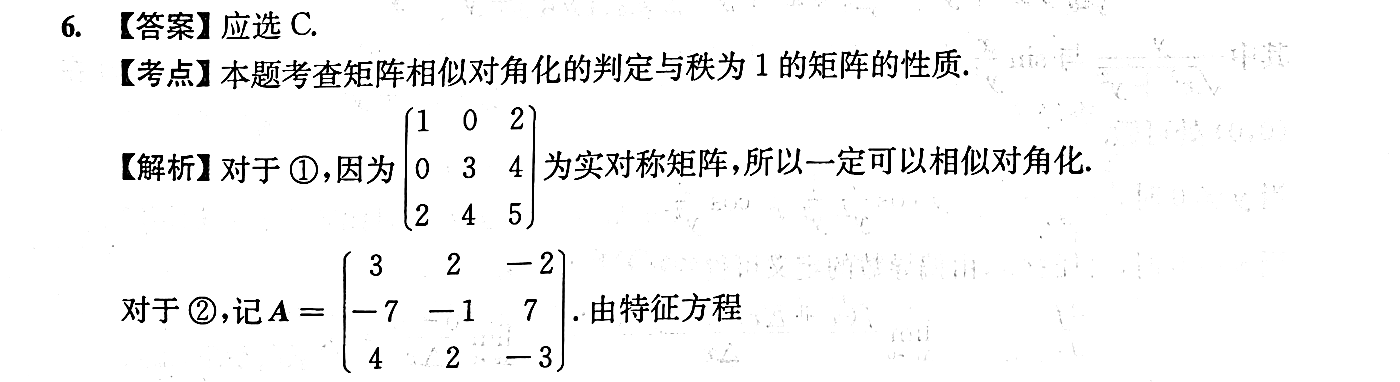 6. 【答案】应选 C.
【考点】本题考查矩阵相似对角化的判定与秩为 1 的矩阵的性质.
【解析】对于 ①,因为 (1 0 2; 0 3 4; 2 4 5) 为实对称矩阵,所以一定可以相似对角化.
对于 ②,记 A = (3 2 −2; −7 −1 7; 4 2 −3). 由特征方程